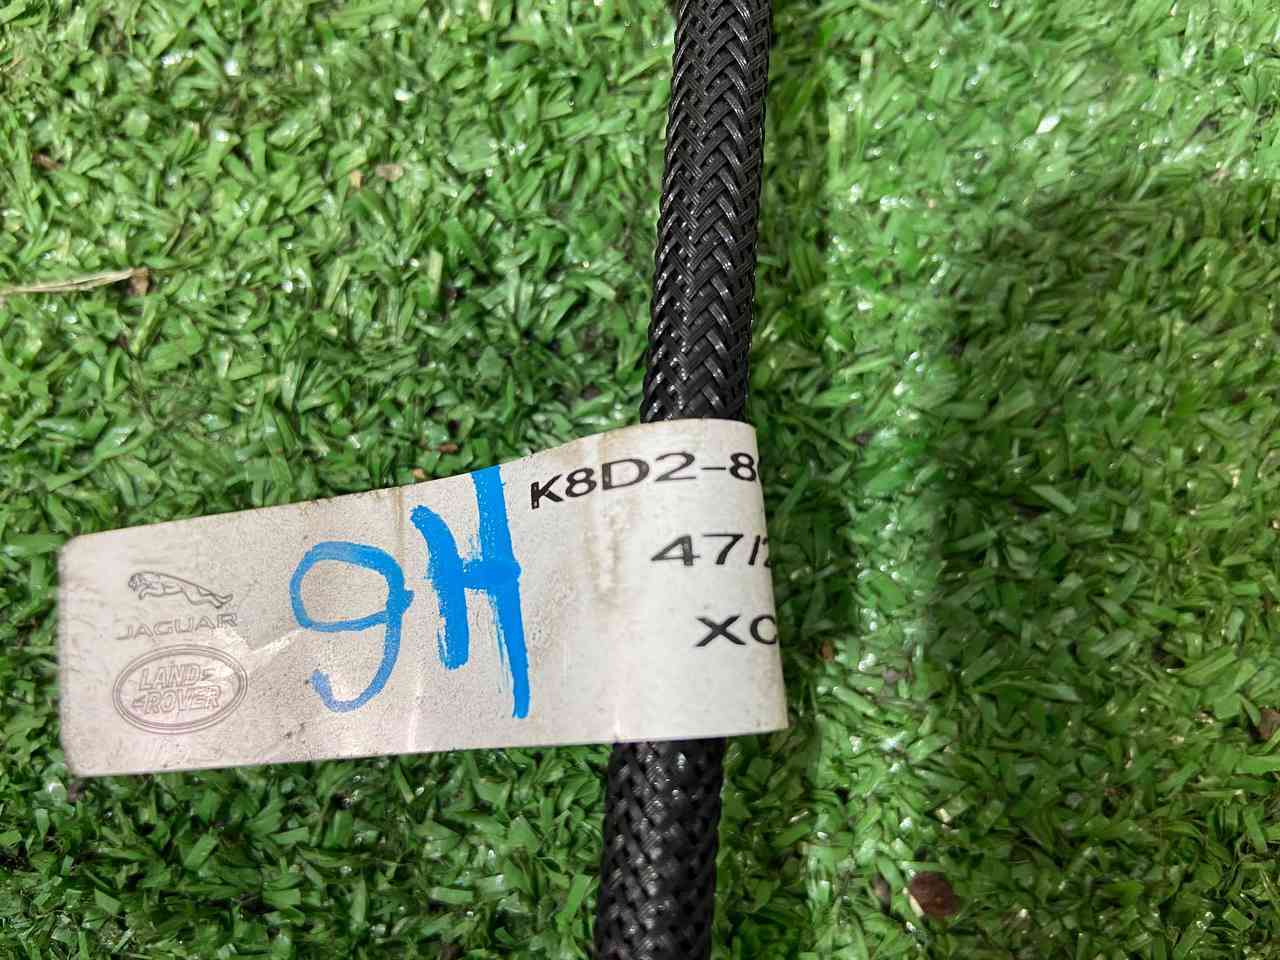 K8D2-8
47/2
XC
9H
JAGUAR
LAND-
-ROVER